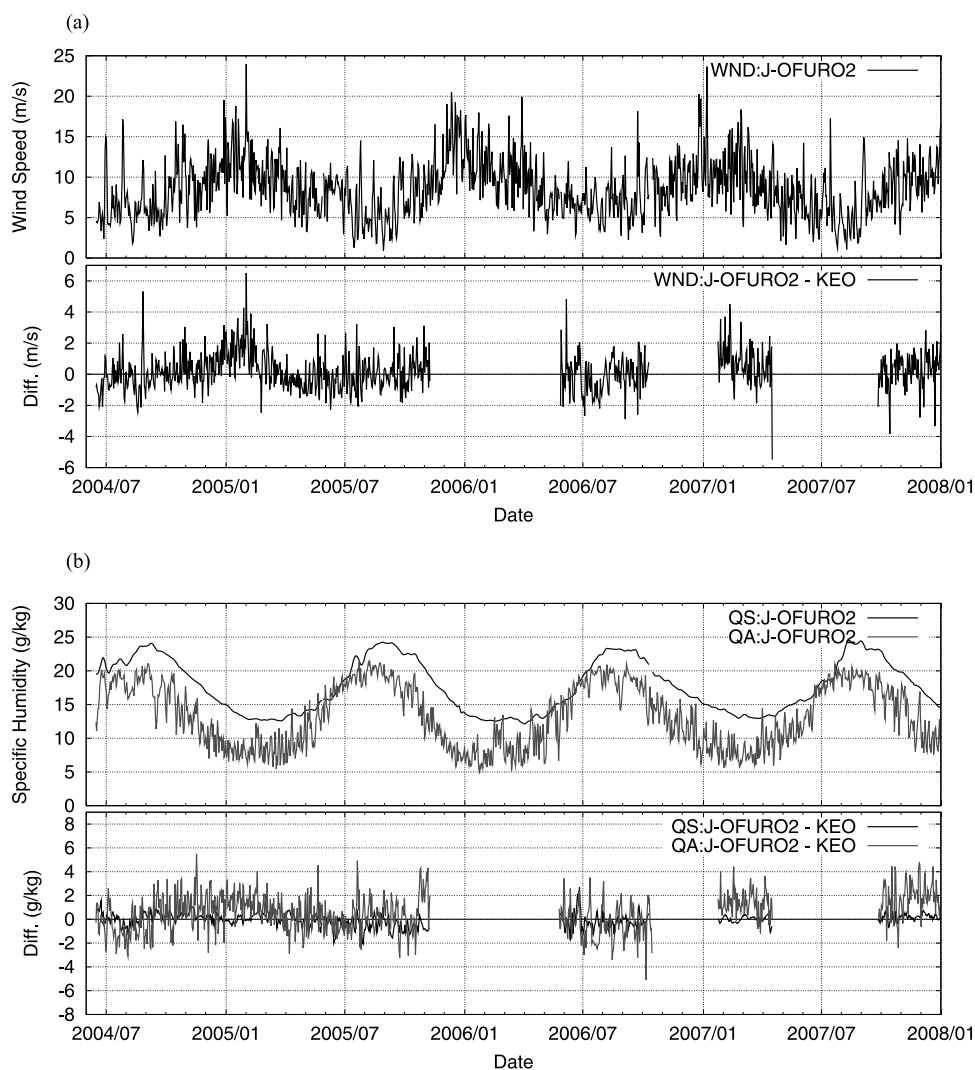 (a)
25
20
15
10
5
0
Wind Speed (m/s)
WND:J-OFURO2
6
4
2
0
-2
-4
-6
Diff. (m/s)
WND:J-OFURO2 - KEO
2004/07 2005/01 2005/07 2006/01 2006/07 2007/01 2007/07 2008/01
Date
(b)
30
25
20
15
10
5
0
Specific Humidity (g/kg)
QS:J-OFURO2
QA:J-OFURO2
8
6
4
2
0
-2
-4
-6
-8
Diff. (g/kg)
QS:J-OFURO2 - KEO
QA:J-OFURO2 - KEO
2004/07 2005/01 2005/07 2006/01 2006/07 2007/01 2007/07 2008/01
Date